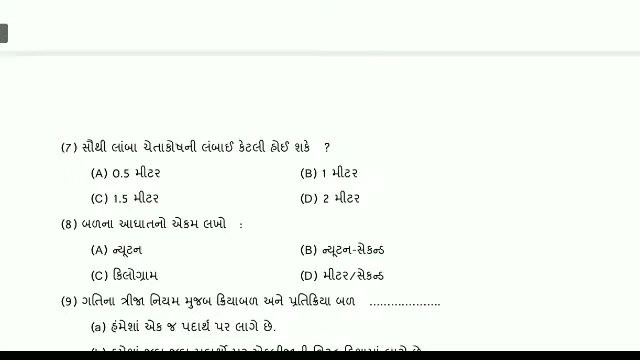 (7) સૌથી લાંબા ચેતાકોષની લંબાઈ કેટલી હોઈ શકે ?
(A) 0.5 મીટર (B) 1 મીટર
(C) 1.5 મીટર (D) 2 મીટર
(8) બળના આઘાતનો એકમ લખો :
(A) ન્યૂટન (B) ન્યૂટન-સેકન્ડ
(C) કિલોગ્રામ (D) મીટર/સેકન્ડ
(9) ગતિના ત્રીજા નિયમ મુજબ ક્રિયાબળ અને પ્રતિક્રિયા બળ ....................
(a) હંમેશાં એક જ પદાર્થ પર લાગે છે.